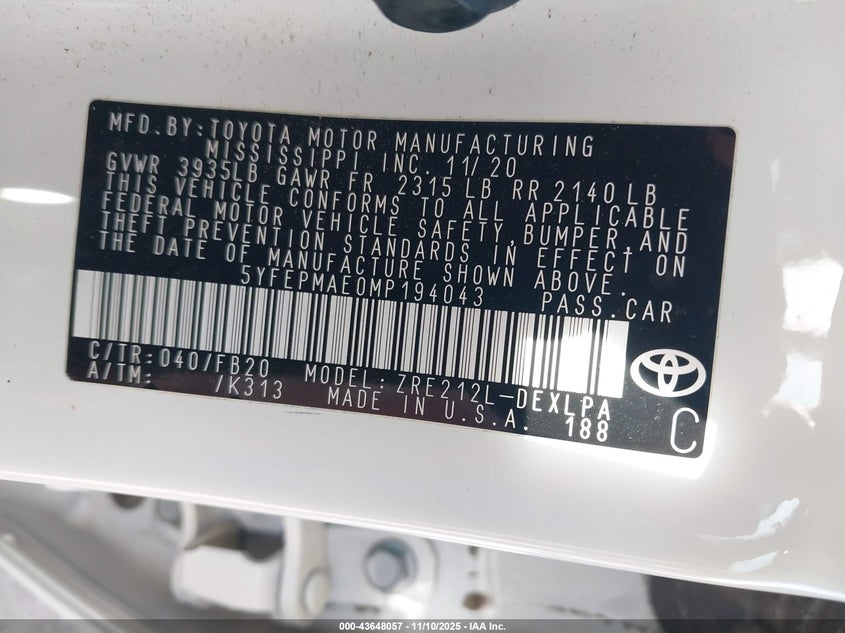 MFD.BY:TOYOTA MOTOR MANUFACTURING
MISSISSIPPI INC. 11/20
GVWR 3935LB GAWR FR 2315 LB RR 2140 LB
THIS VEHICLE CONFORMS TO ALL APPLICABLE
FEDERAL MOTOR VEHICLE SAFETY,BUMPER,AND
THEFT PREVENTION STANDARDS IN EFFECT ON
THE DATE OF MANUFACTURE SHOWN ABOVE.
5YFEPMAE0MP194043 PASS.CAR
C/TR:040/FB20 MODEL:ZRE212L-DEXLPA
A/TM: /K313 MADE IN U.S.A. 188
C
000-43648057 - 11/10/2025 - IAA Inc.